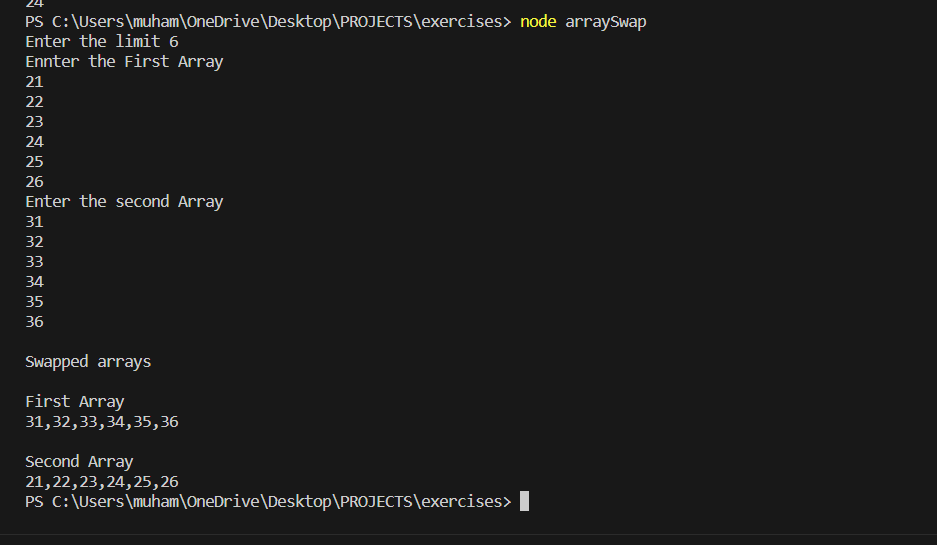 24
PS C:\Users\muham\OneDrive\Desktop\PROJECTS\exercises> node arraySwap
Enter the limit 6
Ennter the First Array
21
22
23
24
25
26
Enter the second Array
31
32
33
34
35
36
Swapped arrays
First Array
31,32,33,34,35,36
Second Array
21,22,23,24,25,26
PS C:\Users\muham\OneDrive\Desktop\PROJECTS\exercises>